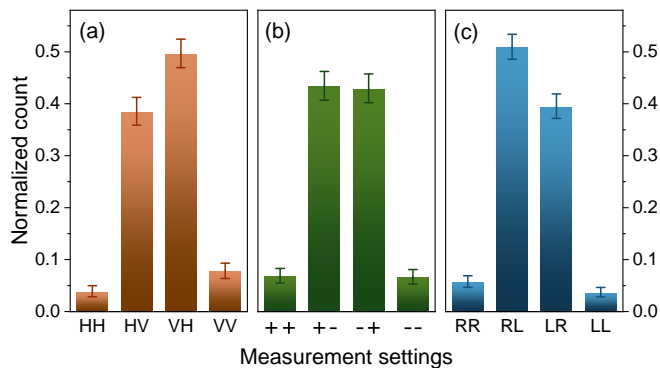 (a) (b) (c)
0.5 0.5
0.4 0.4
0.3 0.3
0.2 0.2
0.1 0.1
0.0 0.0
Normalized count
HH HV VH VV ++ +- -+ -- RR RL LR LL
Measurement settings